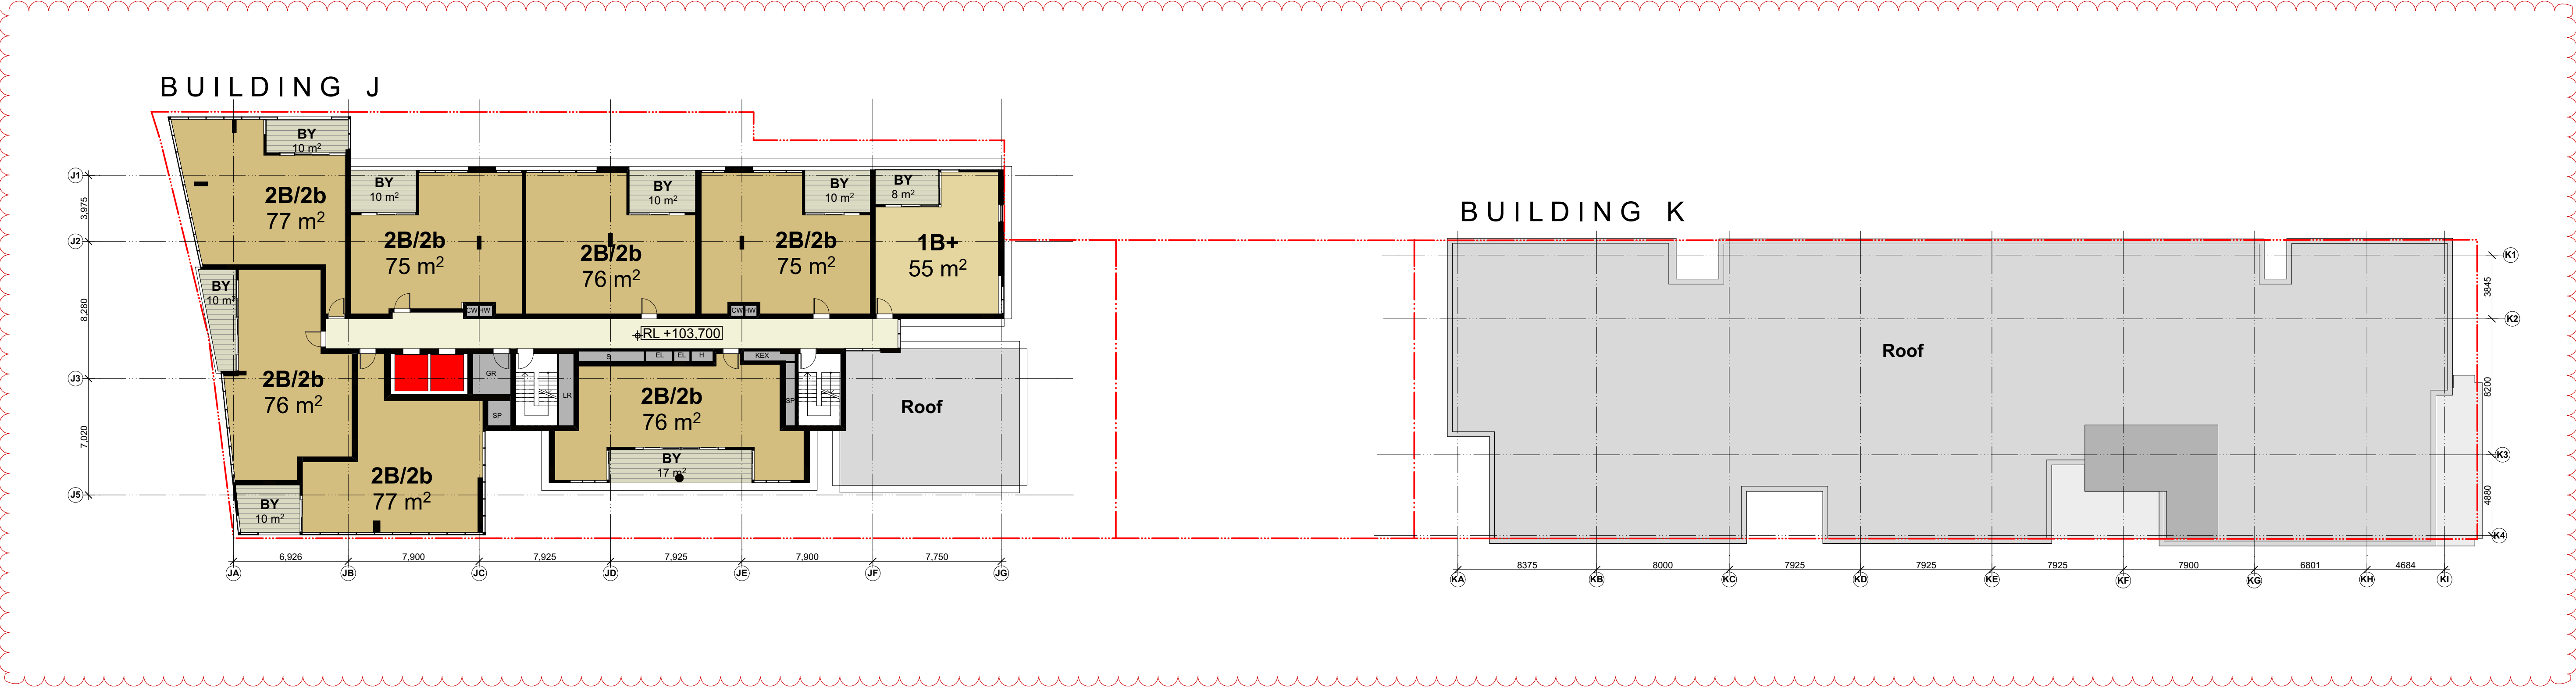 BUILDING J
BY
10 m²
2B/2b
77 m²
BY
10 m²
2B/2b
75 m²
BY
10 m²
2B/2b
76 m²
BY
10 m²
2B/2b
75 m²
BY
8 m²
1B+
55 m²
BY
10 m²
CW HW
CW HW
RL +103,700
2B/2b
76 m²
GR
SP
LR
S
EL
EL
H
KEX
SP
2B/2b
76 m²
BY
17 m²
Roof
2B/2b
77 m²
BY
10 m²
J1
3,975
J2
8,280
J3
7,020
J5
6,926
7,900
7,925
7,925
7,900
7,750
JA
JB
JC
JD
JE
JF
JG
BUILDING K
Roof
K1
3845
K2
8200
K3
4880
K4
8375
8000
7925
7925
7925
7900
6801
4684
KA
KB
KC
KD
KE
KF
KG
KH
KI